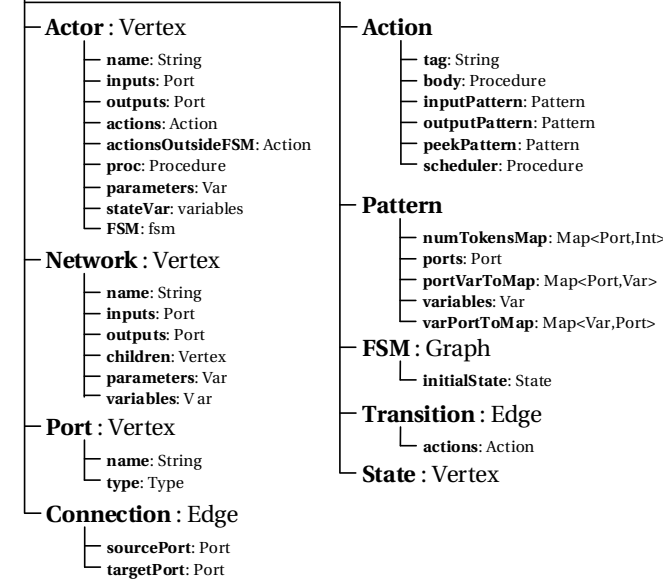 Actor : Vertex
name: String
inputs: Port
outputs: Port
actions: Action
actionsOutsideFSM: Action
proc: Procedure
parameters: Var
stateVar: variables
FSM: fsm
Network : Vertex
name: String
inputs: Port
outputs: Port
children: Vertex
parameters: Var
variables: Var
Port : Vertex
name: String
type: Type
Connection : Edge
sourcePort: Port
targetPort: Port
Action
tag: String
body: Procedure
inputPattern: Pattern
outputPattern: Pattern
peekPattern: Pattern
scheduler: Procedure
Pattern
numTokensMap: Map<Port,Int>
ports: Port
portVarToMap: Map<Port,Var>
variables: Var
varPortToMap: Map<Var,Port>
FSM : Graph
initialState: State
Transition : Edge
actions: Action
State : Vertex